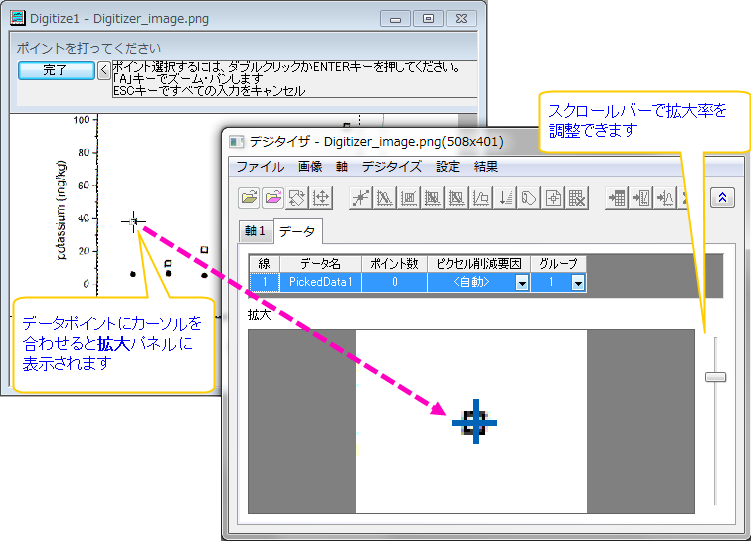 Digitize1 - Digitizer_image.png
ポイントを打ってください
完了
<
ポイント選択するには、ダブルクリックかENTERキーを押してください。
「A」キーでズーム・パンします
ESCキーですべての入力をキャンセル
100
80
60
40
20
0
potassium (mg/kg)
スクロールバーで拡大率を
調整できます
デジタイザ - Digitizer_image.png(508x401)
ファイル 画像 軸 デジタイズ 設定 結果
軸1 データ
線 データ名 ポイント数 ピクセル削減要因 グループ
1 PickedData1 0 <自動> 1
拡大
データポイントにカーソルを
合わせると拡大パネルに
表示されます